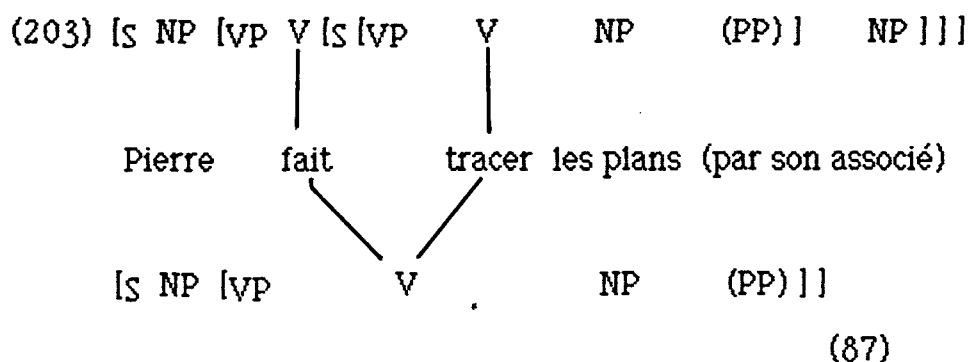 (203) [S NP [VP V [S [VP V NP (PP) ] NP ] ] ]
Pierre fait tracer les plans (par son associé)
[S NP [VP V NP (PP) ] ]
(87)